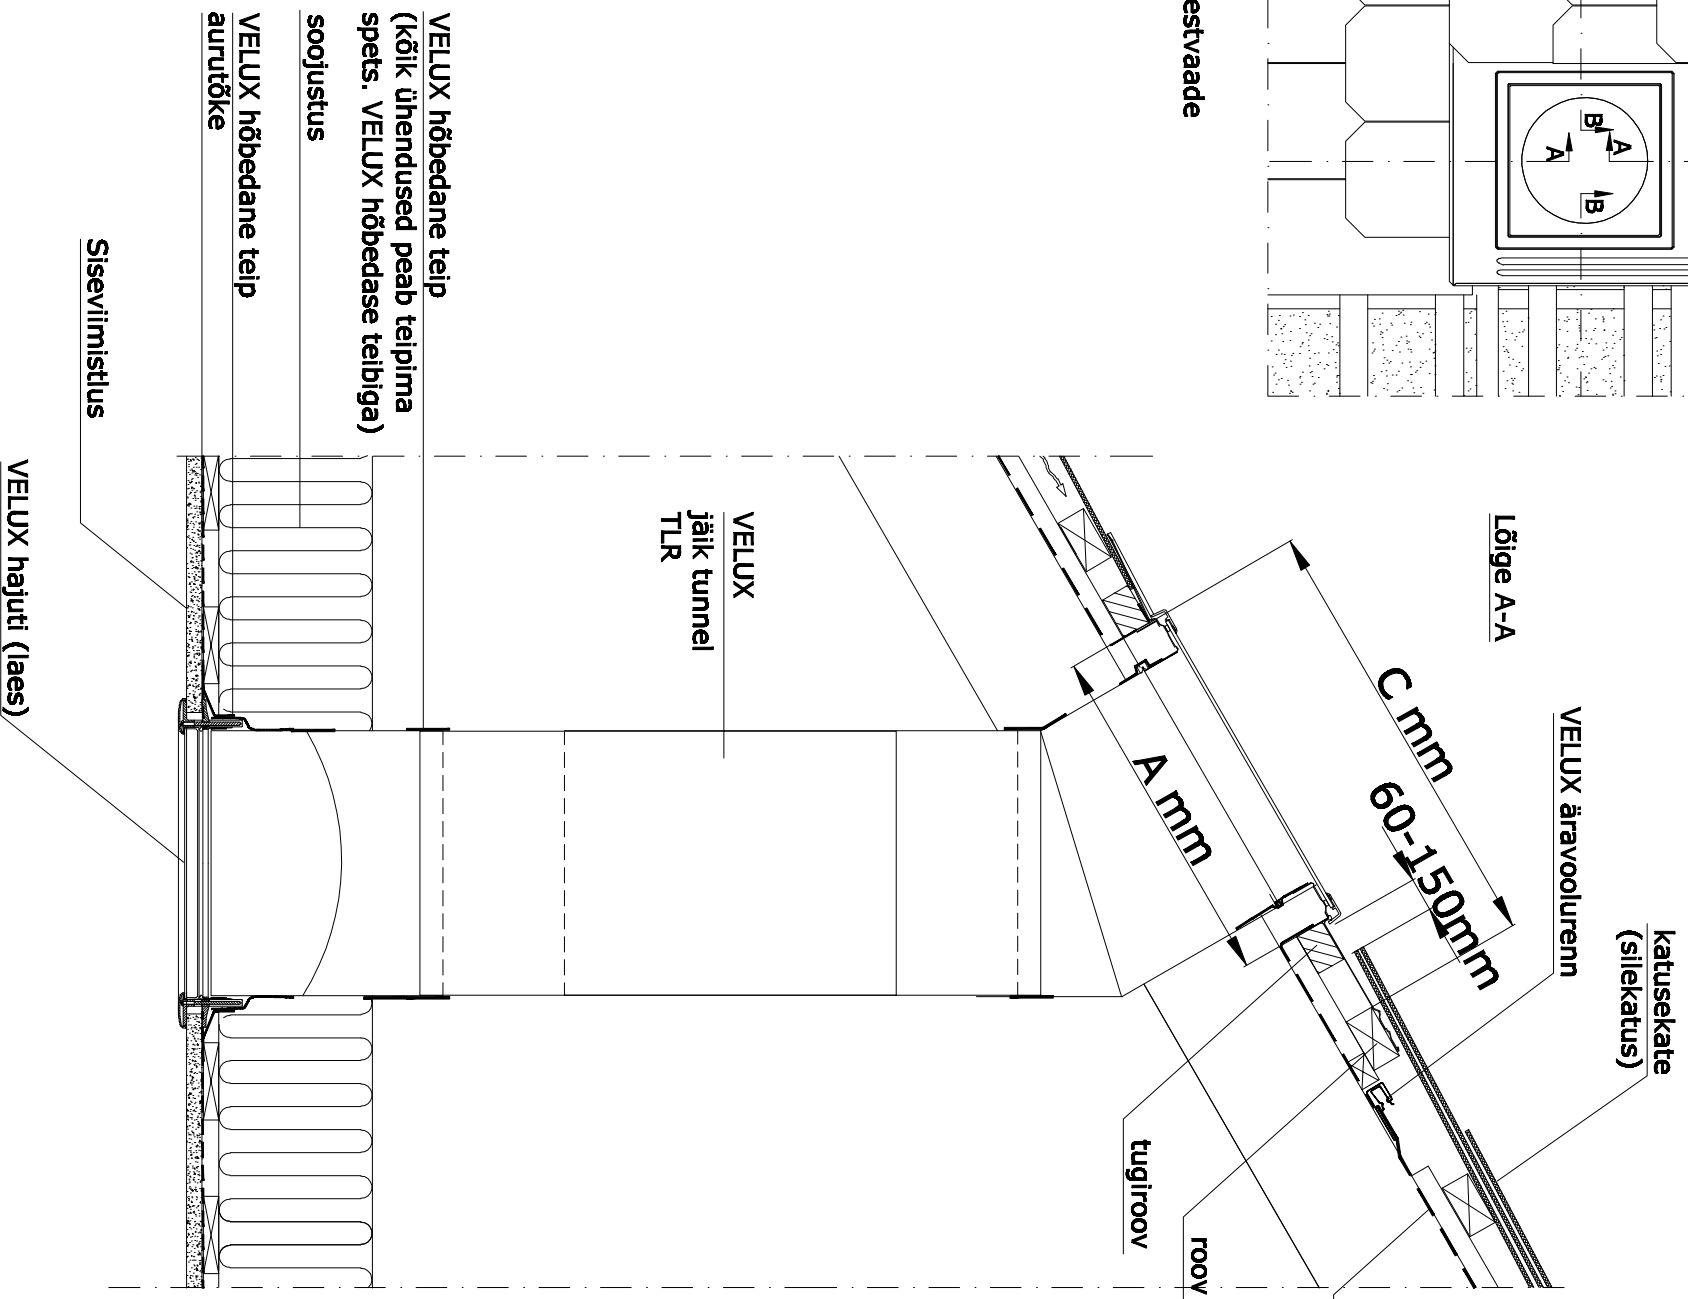 estvaade
B
A
A
B
Lõige A-A
C mm
60-150mm
A mm
VELUX äravoolurenn
katusekate
(silekatus)
VELUX
jäik tunnel
TLR
tugiroov
roov
VELUX hõbedane teip
(kõik ühendused peab teipima
spets. VELUX hõbedase teibiga)
soojustus
VELUX hõbedane teip
aurutõke
Siseviimistlus
VELUX hajuti (laes)